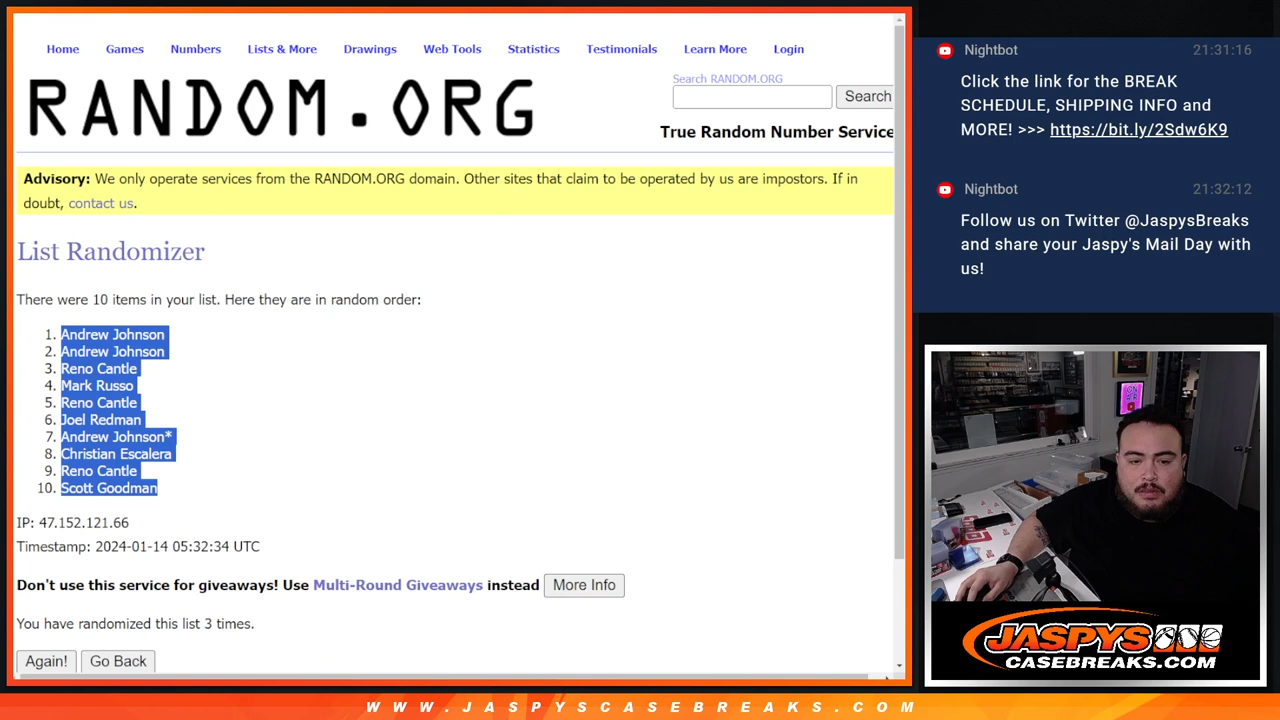 Home Games Numbers Lists & More Drawings Web Tools Statistics Testimonials Learn More Login
RANDOM.ORG
Search RANDOM.ORG
Search
True Random Number Service
Advisory: We only operate services from the RANDOM.ORG domain. Other sites that claim to be operated by us are impostors. If in
doubt, contact us.
List Randomizer
There were 10 items in your list. Here they are in random order:
1. Andrew Johnson
2. Andrew Johnson
3. Reno Cantle
4. Mark Russo
5. Reno Cantle
6. Joel Redman
7. Andrew Johnson*
8. Christian Escalera
9. Reno Cantle
10. Scott Goodman
IP: 47.152.121.66
Timestamp: 2024-01-14 05:32:34 UTC
Don't use this service for giveaways! Use Multi-Round Giveaways instead More Info
You have randomized this list 3 times.
Again! Go Back
Nightbot 21:31:16
Click the link for the BREAK
SCHEDULE, SHIPPING INFO and
MORE! >>> https://bit.ly/2Sdw6K9
Nightbot 21:32:12
Follow us on Twitter @JaspysBreaks
and share your Jaspy's Mail Day with
us!
ON AIR
JASPYS
CASEBREAKS.COM
WWW.JASPYSCASEBREAKS.COM